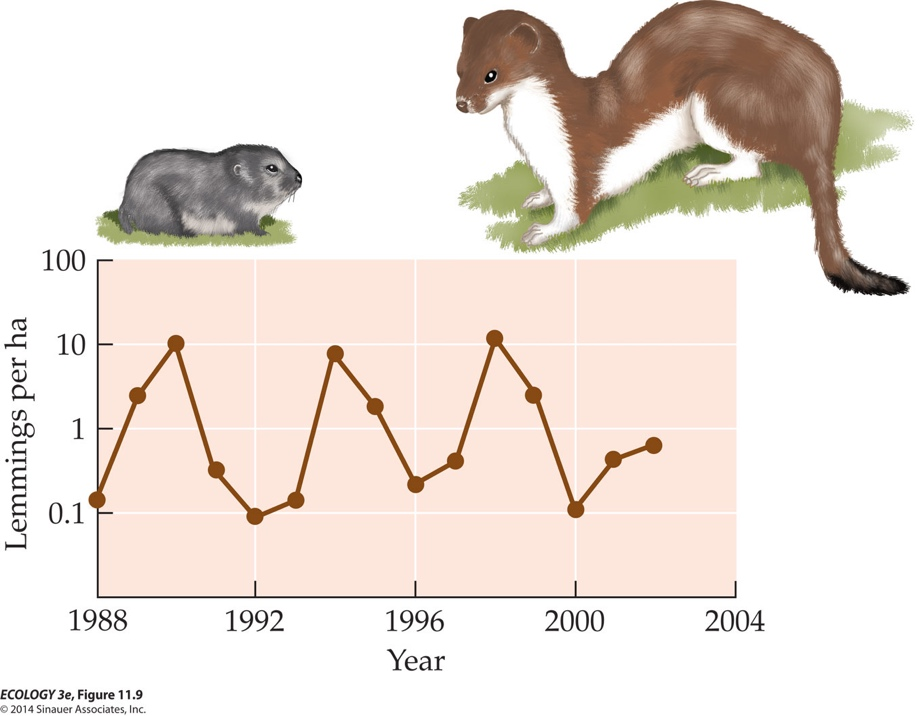 100
10
1
0.1
Lemmings per ha
1988 1992 1996 2000 2004
Year
ECOLOGY 3e, Figure 11.9
© 2014 Sinauer Associates, Inc.